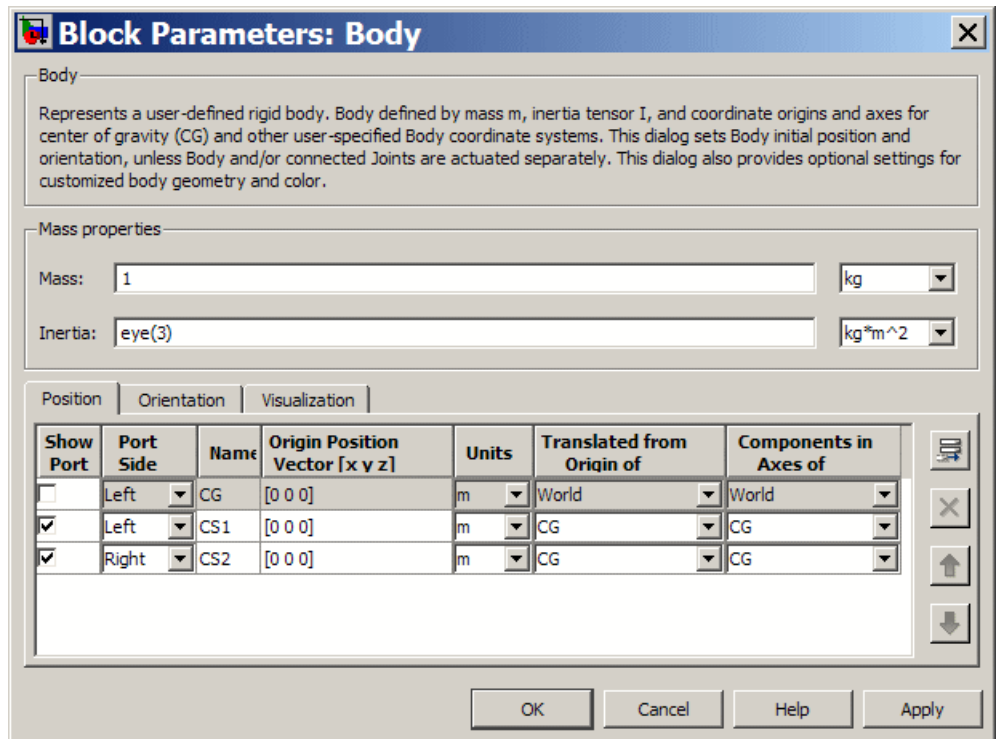 Block Parameters: Body
Body
Represents a user-defined rigid body. Body defined by mass m, inertia tensor I, and coordinate origins and axes for
center of gravity (CG) and other user-specified Body coordinate systems. This dialog sets Body initial position and
orientation, unless Body and/or connected Joints are actuated separately. This dialog also provides optional settings for
customized body geometry and color.
Mass properties
Mass: 1 kg
Inertia: eye(3) kg*m^2
Position Orientation Visualization
Show Port Port Side Name Origin Position Vector [x y z] Units Translated from Origin of Components in Axes of
Left CG [0 0 0] m World World
Left CS1 [0 0 0] m CG CG
Right CS2 [0 0 0] m CG CG
OK Cancel Help Apply